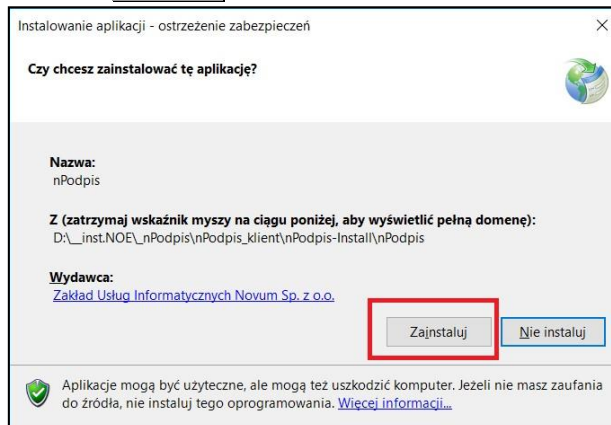 Instalowanie aplikacji - ostrzeżenie zabezpieczeń
Czy chcesz zainstalować tę aplikację?
Nazwa:
nPodpis
Z (zatrzymaj wskaźnik myszy na ciągu poniżej, aby wyświetlić pełną domenę):
D:\_inst.NOE\_nPodpis\nPodpis_klient\nPodpis-Install\nPodpis
Wydawca:
Zakład Usług Informatycznych Novum Sp. z o.o.
Zainstaluj
Nie instaluj
Aplikacje mogą być użyteczne, ale mogą też uszkodzić komputer. Jeżeli nie masz zaufania
do źródła, nie instaluj tego oprogramowania. Więcej informacji...